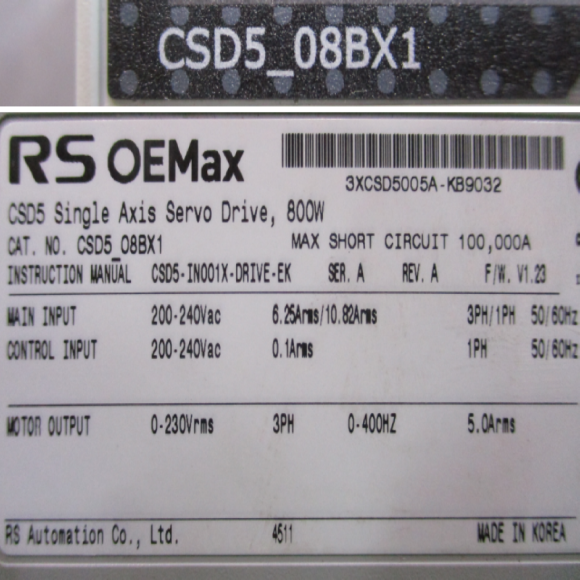 CSD5_08BX1
RS OEMax
3XCSD5005A-KB9032
CSD5 Single Axis Servo Drive, 800W
CAT. NO. CSD5_08BX1 MAX SHORT CIRCUIT 100,000A
INSTRUCTION MANUAL CSD5-IN001X-DRIVE-EK SER. A REV. A F/W. V1.23
MAIN INPUT 200-240Vac 6.25Arms/10.82Arms 3PH/1PH 50/60Hz
CONTROL INPUT 200-240Vac 0.1Arms 1PH 50/60Hz
MOTOR OUTPUT 0-230Vrms 3PH 0-400HZ 5.0Arms
RS Automation Co., Ltd. 4511 MADE IN KOREA